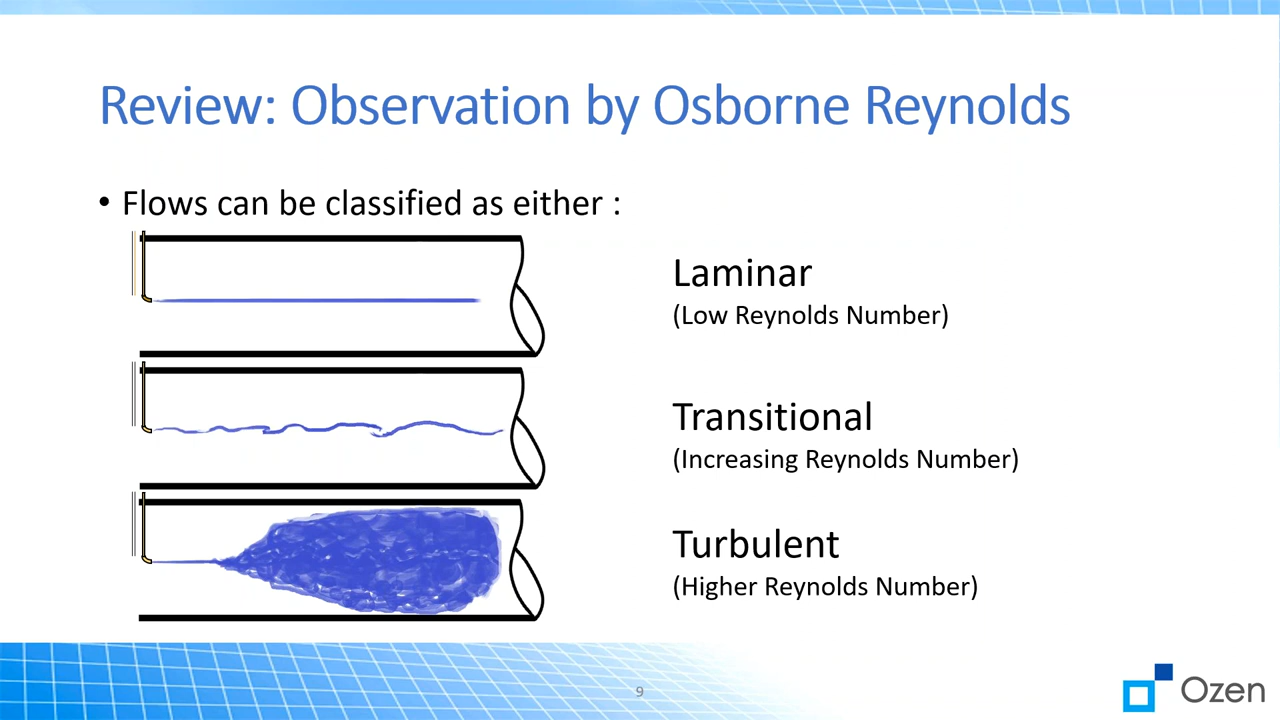 Review: Observation by Osborne Reynolds
• Flows can be classified as either :
Laminar
(Low Reynolds Number)
Transitional
(Increasing Reynolds Number)
Turbulent
(Higher Reynolds Number)
9
Ozen